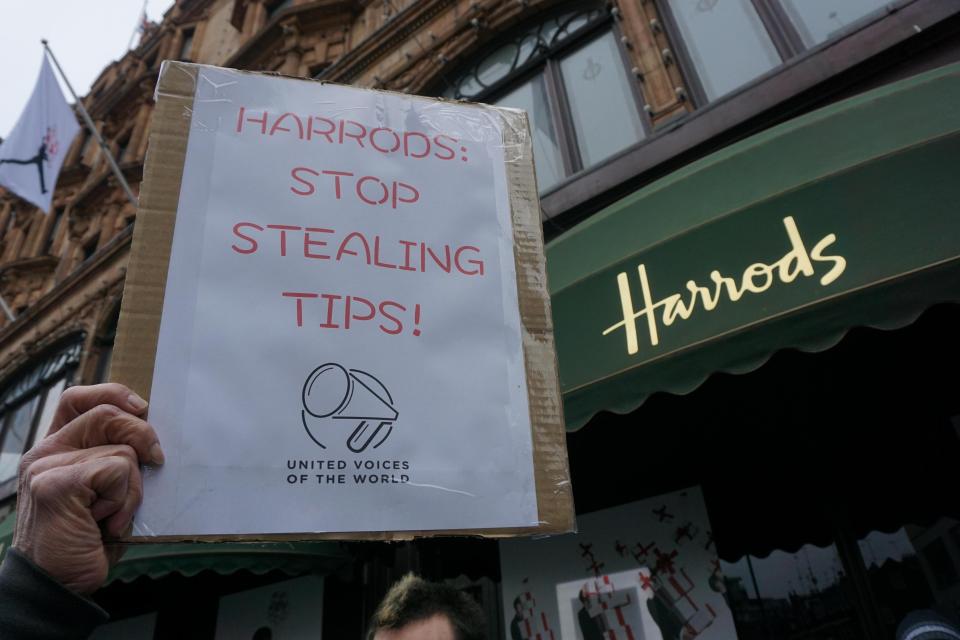 HARRODS:
STOP
STEALING
TIPS!
UNITED VOICES
OF THE WORLD
Harrods